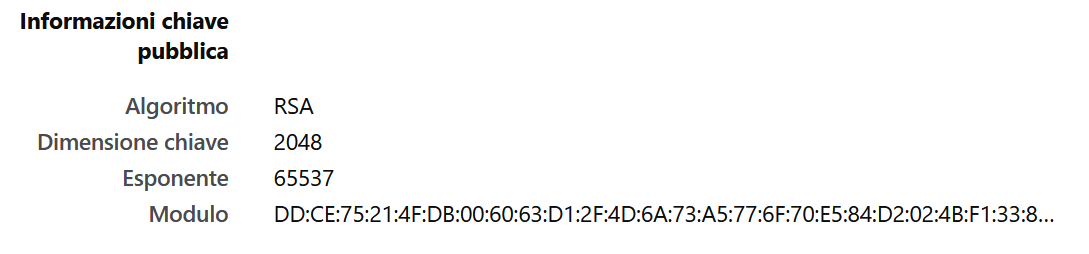 Informazioni chiave
pubblica
Algoritmo RSA
Dimensione chiave 2048
Esponente 65537
Modulo DD:CE:75:21:4F:DB:00:60:63:D1:2F:4D:6A:73:A5:77:6F:70:E5:84:D2:02:4B:F1:33:8...